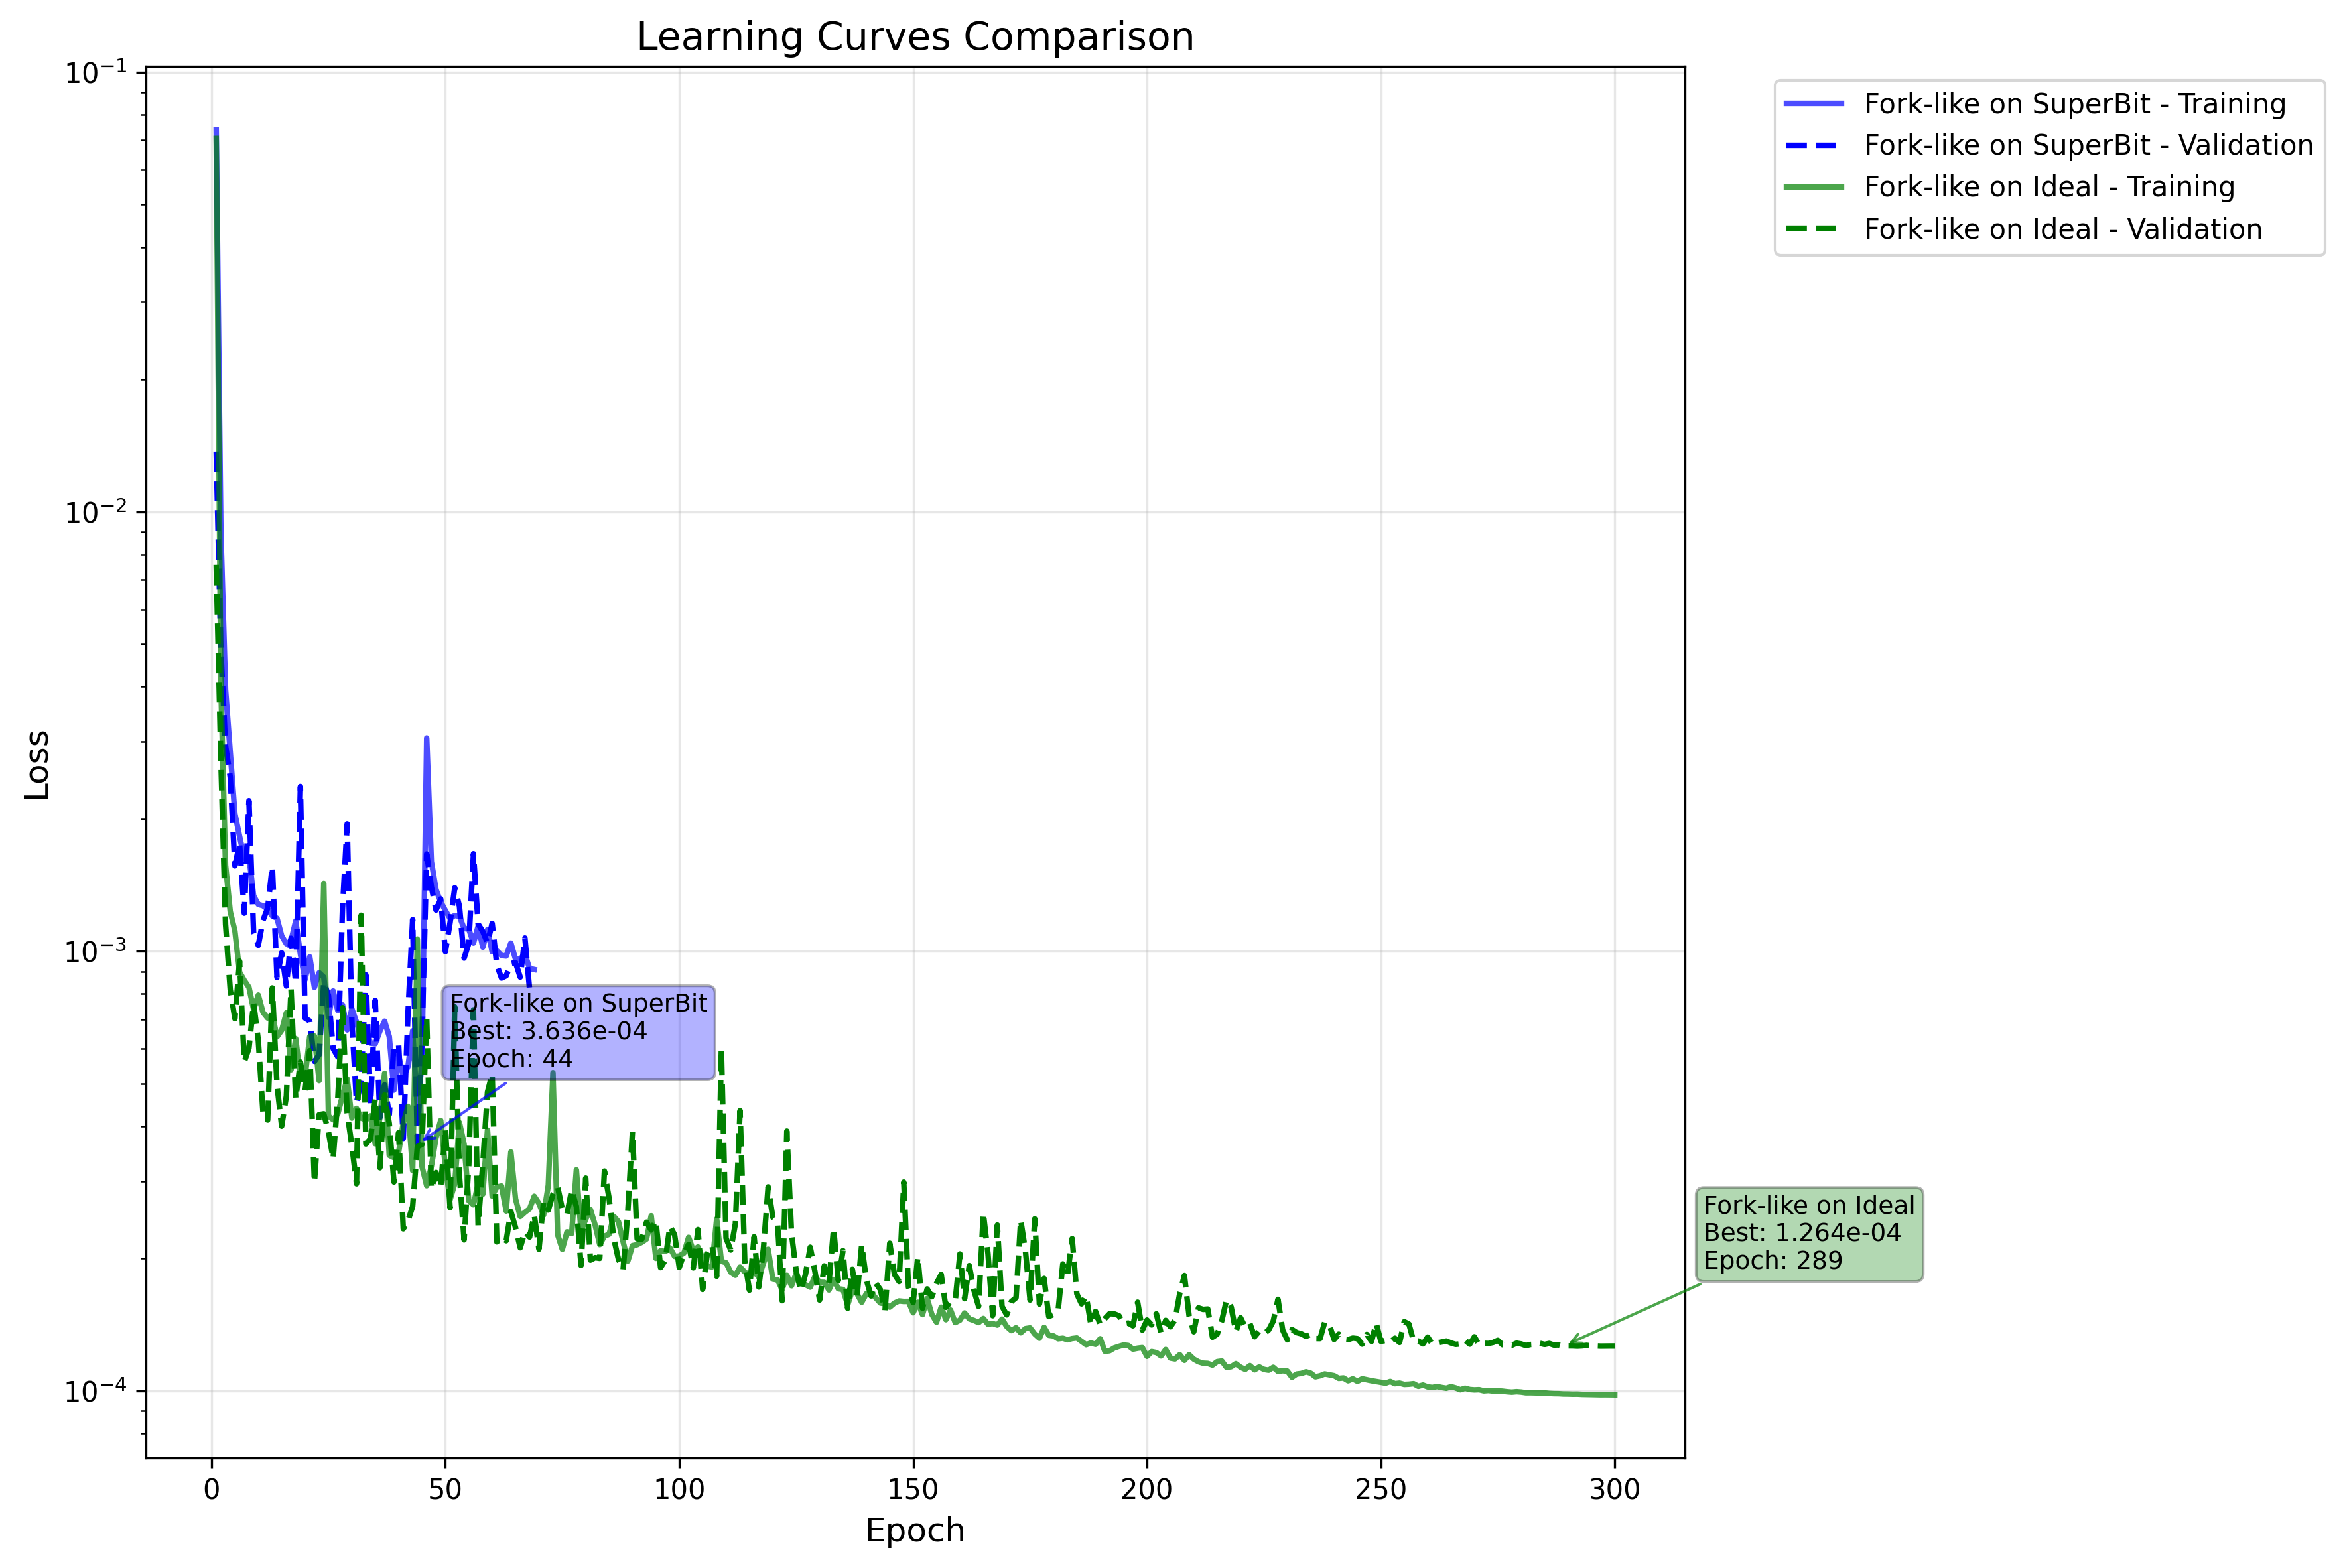 Learning Curves Comparison
Fork-like on SuperBit - Training
Fork-like on SuperBit - Validation
Fork-like on Ideal - Training
Fork-like on Ideal - Validation
Loss
10⁻¹
10⁻²
10⁻³
10⁻⁴
Fork-like on SuperBit
Best: 3.636e-04
Epoch: 44
Fork-like on Ideal
Best: 1.264e-04
Epoch: 289
0 50 100 150 200 250 300
Epoch